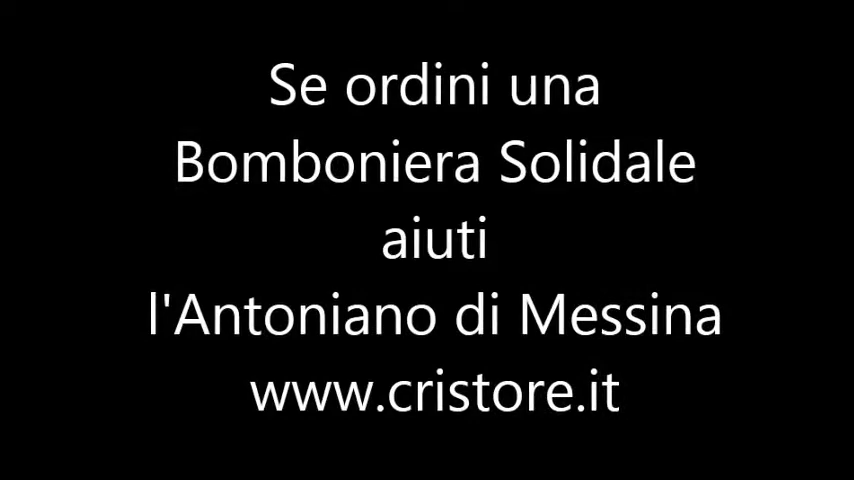 Se ordini una
Bomboniera Solidale
aiuti
l'Antoniano di Messina
www.cristore.it